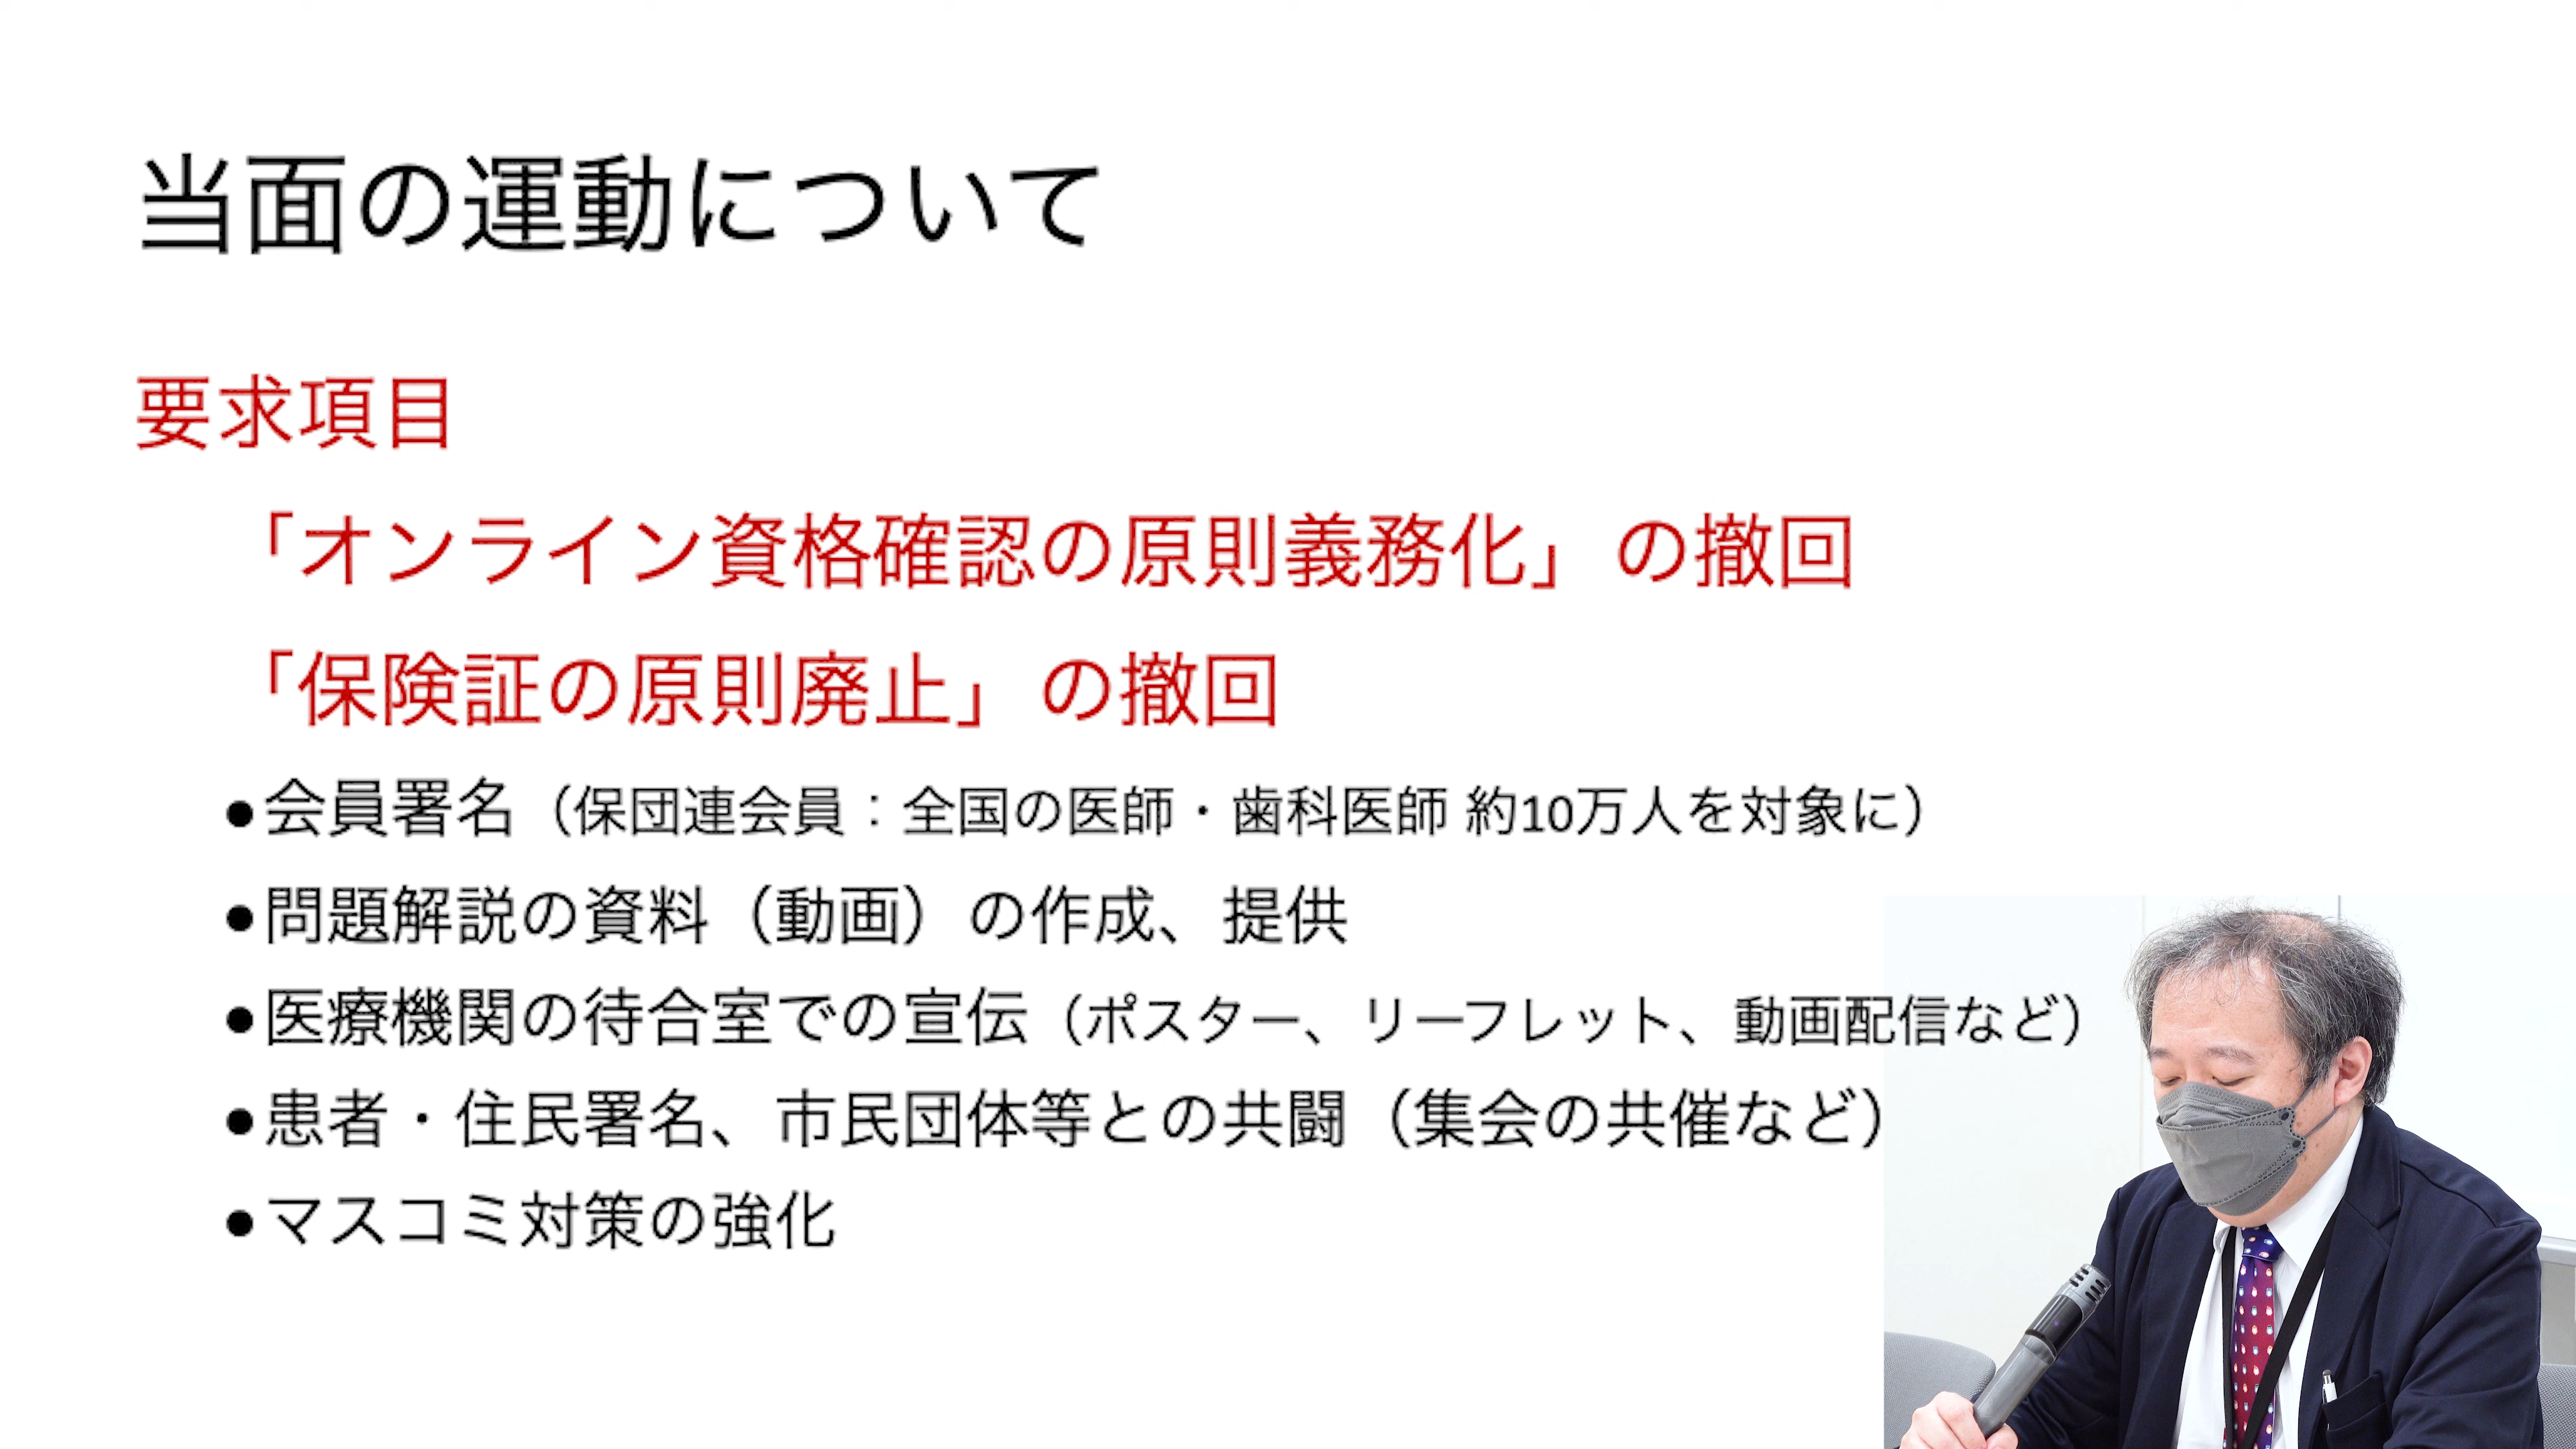 当面の運動について
要求項目
「オンライン資格確認の原則義務化」の撤回
「保険証の原則廃止」の撤回
●会員署名（保団連会員：全国の医師・歯科医師 約10万人を対象に）
●問題解説の資料（動画）の作成、提供
●医療機関の待合室での宣伝（ポスター、リーフレット、動画配信など）
●患者・住民署名、市民団体等との共闘（集会の共催など）
●マスコミ対策の強化